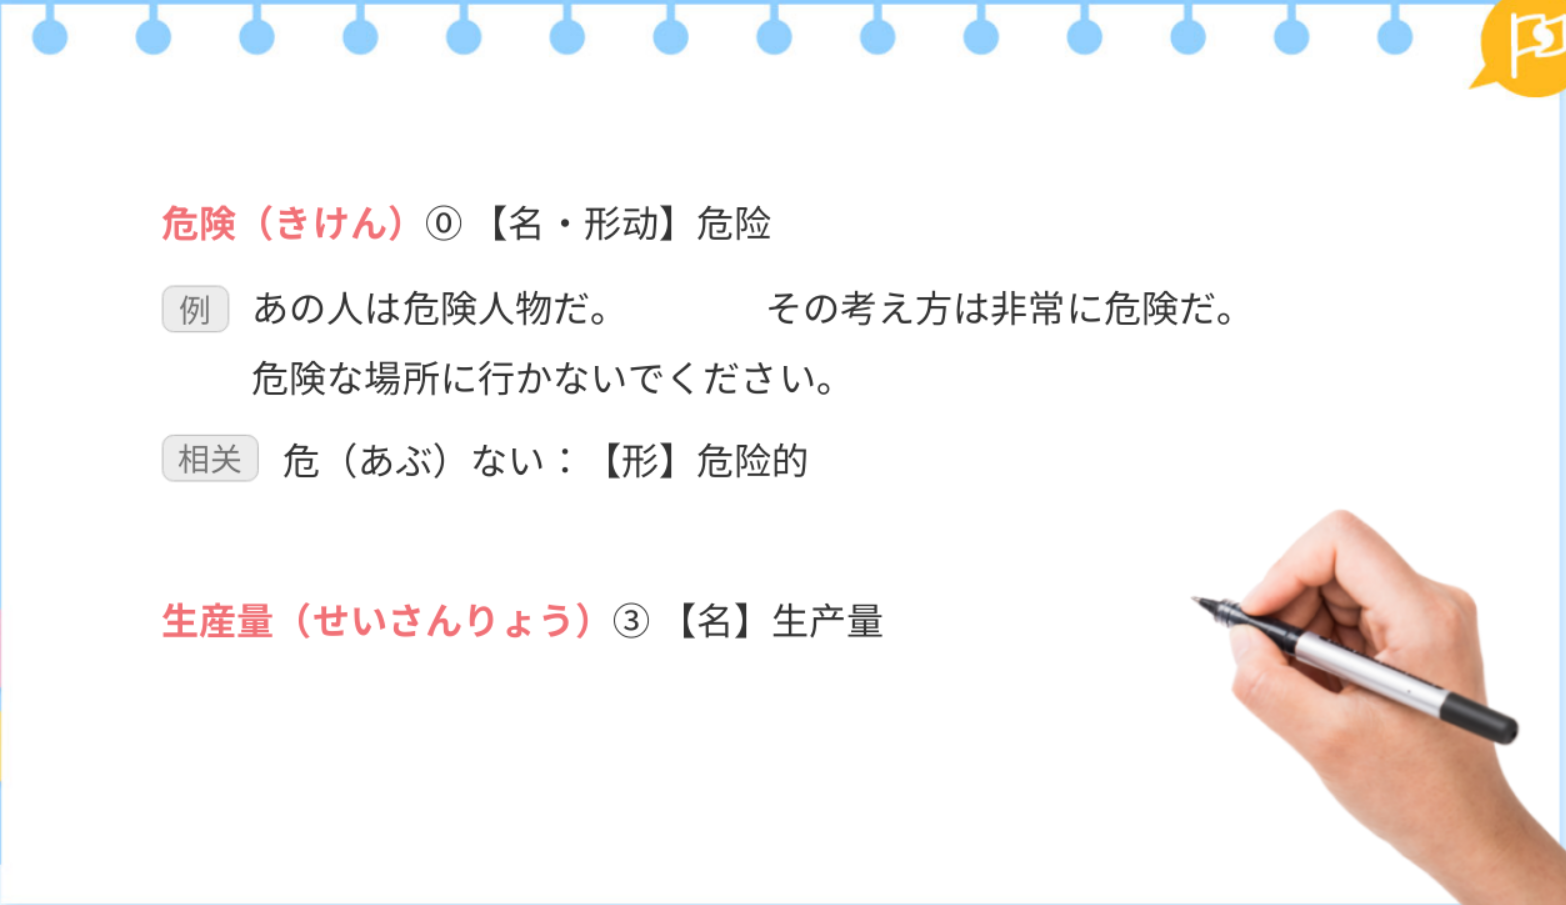 危険（きけん）⓪【名・形动】危险
例 あの人は危険人物だ。 その考え方は非常に危険だ。
危険な場所に行かないでください。
相关 危（あぶ）ない：【形】危险的
生産量（せいさんりょう）③【名】生产量